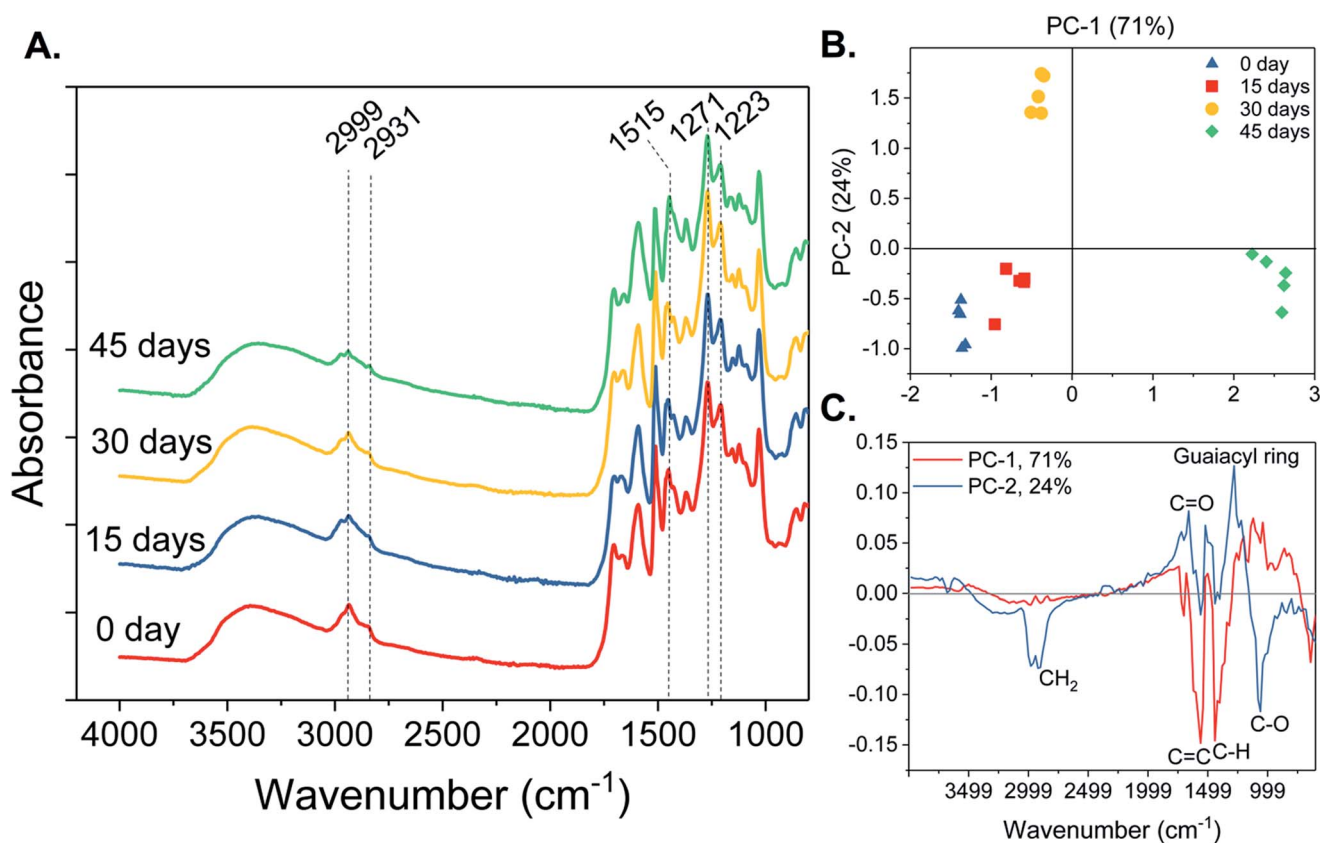 A.
2999
2931
1515
1271
1223
45 days
30 days
15 days
0 day
Absorbance
4000 3500 3000 2500 2000 1500 1000
Wavenumber (cm⁻¹)
B.
PC-1 (71%)
0 day
15 days
30 days
45 days
1.5
1.0
0.5
0.0
-0.5
-1.0
PC-2 (24%)
-2 -1 0 1 2 3
C.
0.15
0.10
0.05
0.00
-0.05
-0.10
-0.15
PC-1, 71%
PC-2, 24%
Guaiacyl ring
C=O
CH₂
C-O
C=C
C-H
3499 2999 2499 1999 1499 999
Wavenumber (cm⁻¹)